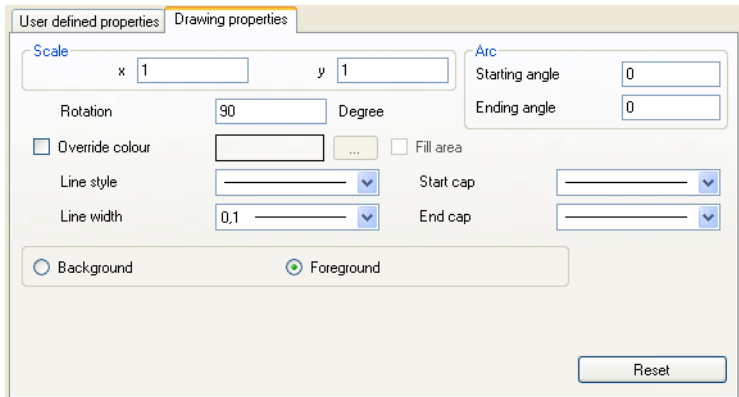 User defined properties Drawing properties
Scale Arc
x 1 y 1 Starting angle 0
Rotation 90 Degree Ending angle 0
Override colour ... Fill area
Line style Start cap
Line width 0,1 End cap
Background Foreground
Reset